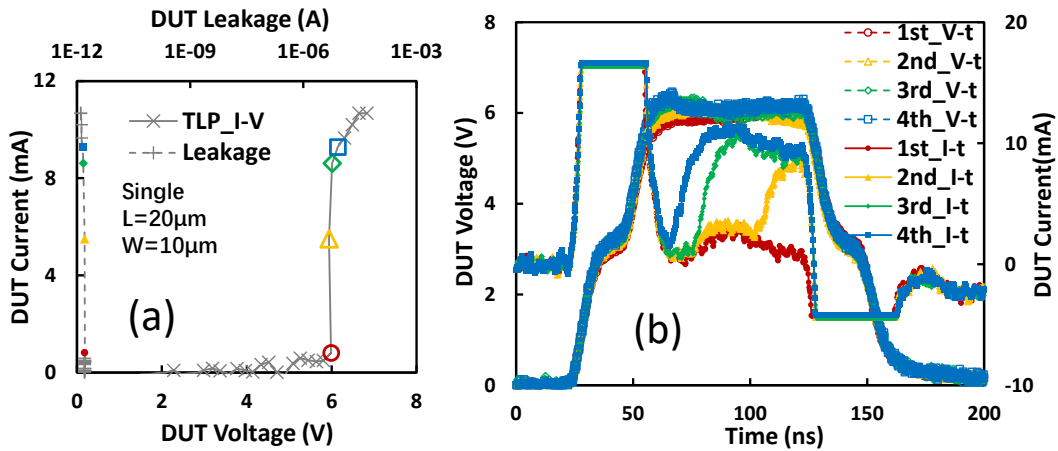 DUT Leakage (A)
1E-12 1E-09 1E-06 1E-03
12
8
4
0
DUT Current (mA)
TLP_I-V
Leakage
Single
L=20μm
W=10μm
(a)
0 2 4 6 8
DUT Voltage (V)
8
6
4
2
0
DUT Voltage (V)
1st_V-t
2nd_V-t
3rd_V-t
4th_V-t
1st_I-t
2nd_I-t
3rd_I-t
4th_I-t
(b)
20
10
0
-10
DUT Current(mA)
0 50 100 150 200
Time (ns)